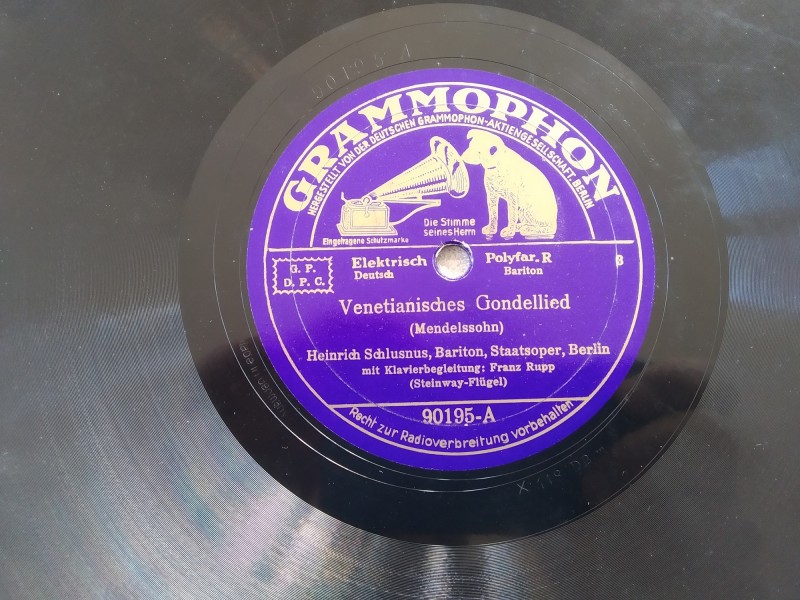 90195 A
GRAMMOPHON
HERGESTELLT VON DER DEUTSCHEN GRAMMOPHON-AKTIENGESELLSCHAFT, BERLIN
Die Stimme
seines Herrn
Eingetragene Schutzmarke
G. P.
D. P. C.
Elektrisch
Deutsch
Polyfar. R
Bariton
Venetianisches Gondellied
(Mendelssohn)
Heinrich Schlusnus, Bariton, Staatsoper, Berlin
mit Klavierbegleitung: Franz Rupp
(Steinway-Flügel)
90195-A
Recht zur Radioverbreitung vorbehalten